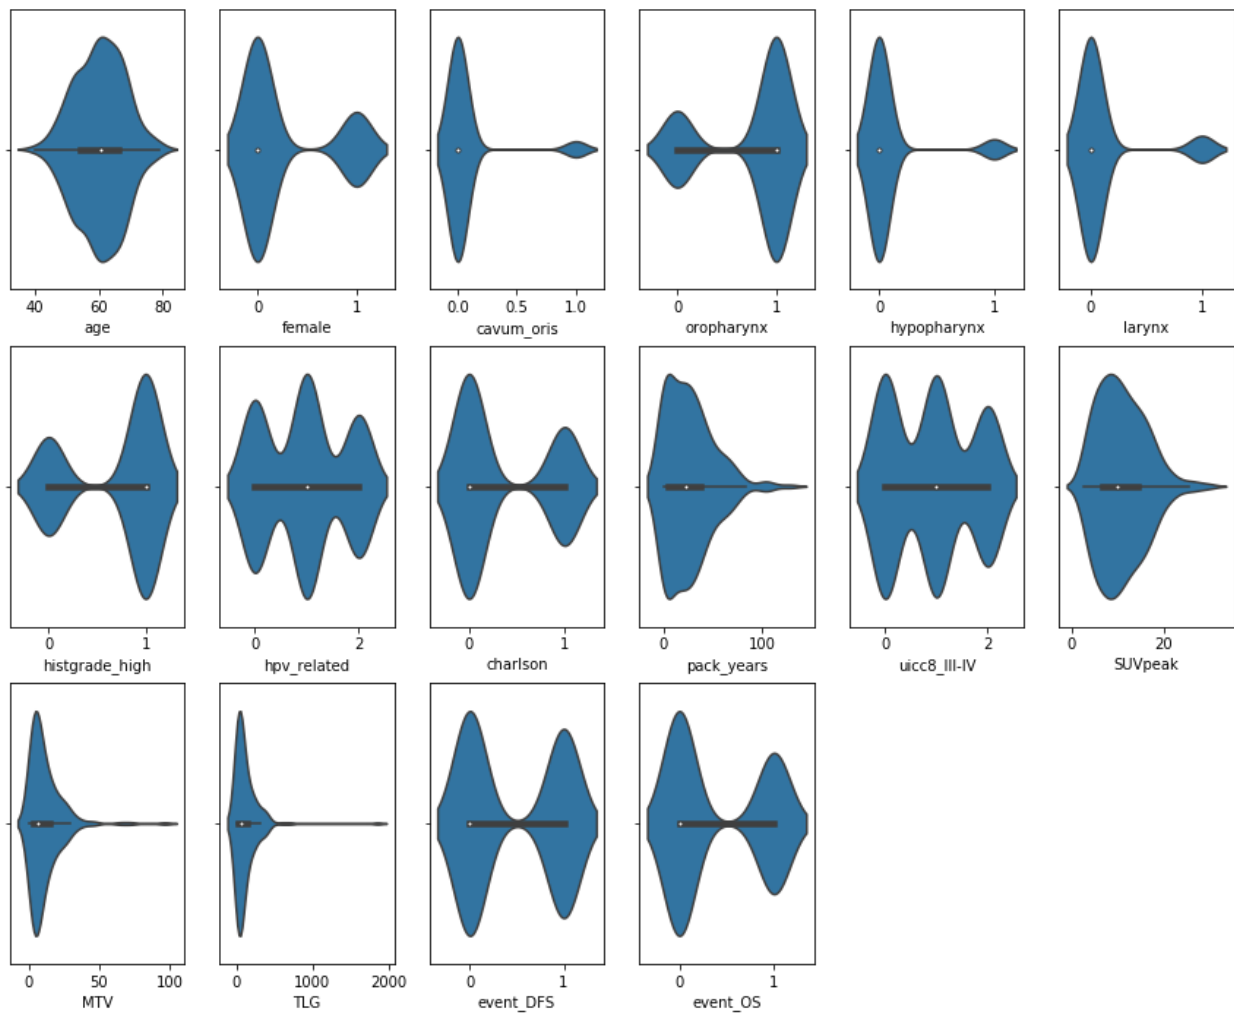 40 60 80
age
0 1
female
0.0 0.5 1.0
cavum_oris
0 1
oropharynx
0 1
hypopharynx
0 1
larynx
0 1
histgrade_high
0 2
hpv_related
0 1
charlson
0 100
pack_years
0 2
uicc8_III-IV
0 20
SUVpeak
0 50 100
MTV
0 1000 2000
TLG
0 1
event_DFS
0 1
event_OS